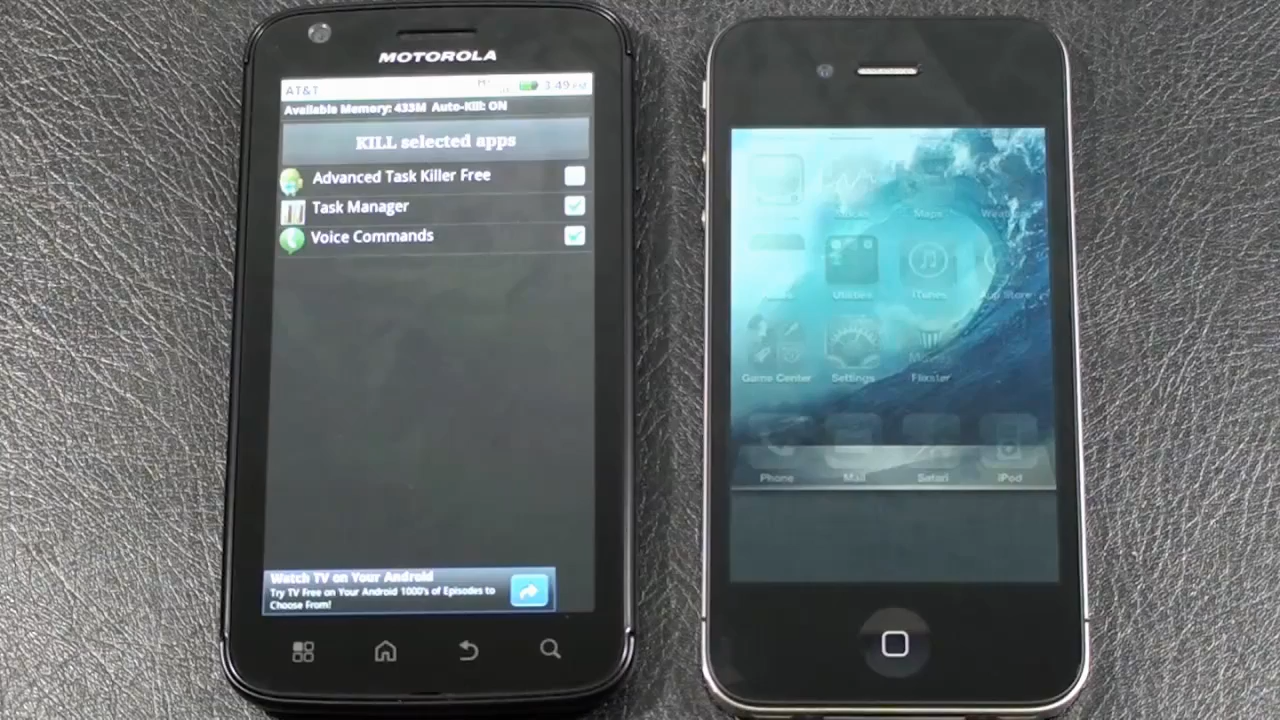 MOTOROLA
AT&T
3:49
Available Memory: 433M Auto-Kill: ON
KILL selected apps
Advanced Task Killer Free
Task Manager
Voice Commands
Watch TV on Your Android
Try TV Free on Your Android 1000's of Episodes to
Choose From!
Maps
Utilities
iTunes
App Store
Game Center
Settings
Flixster
Phone
Mail
Safari
iPod